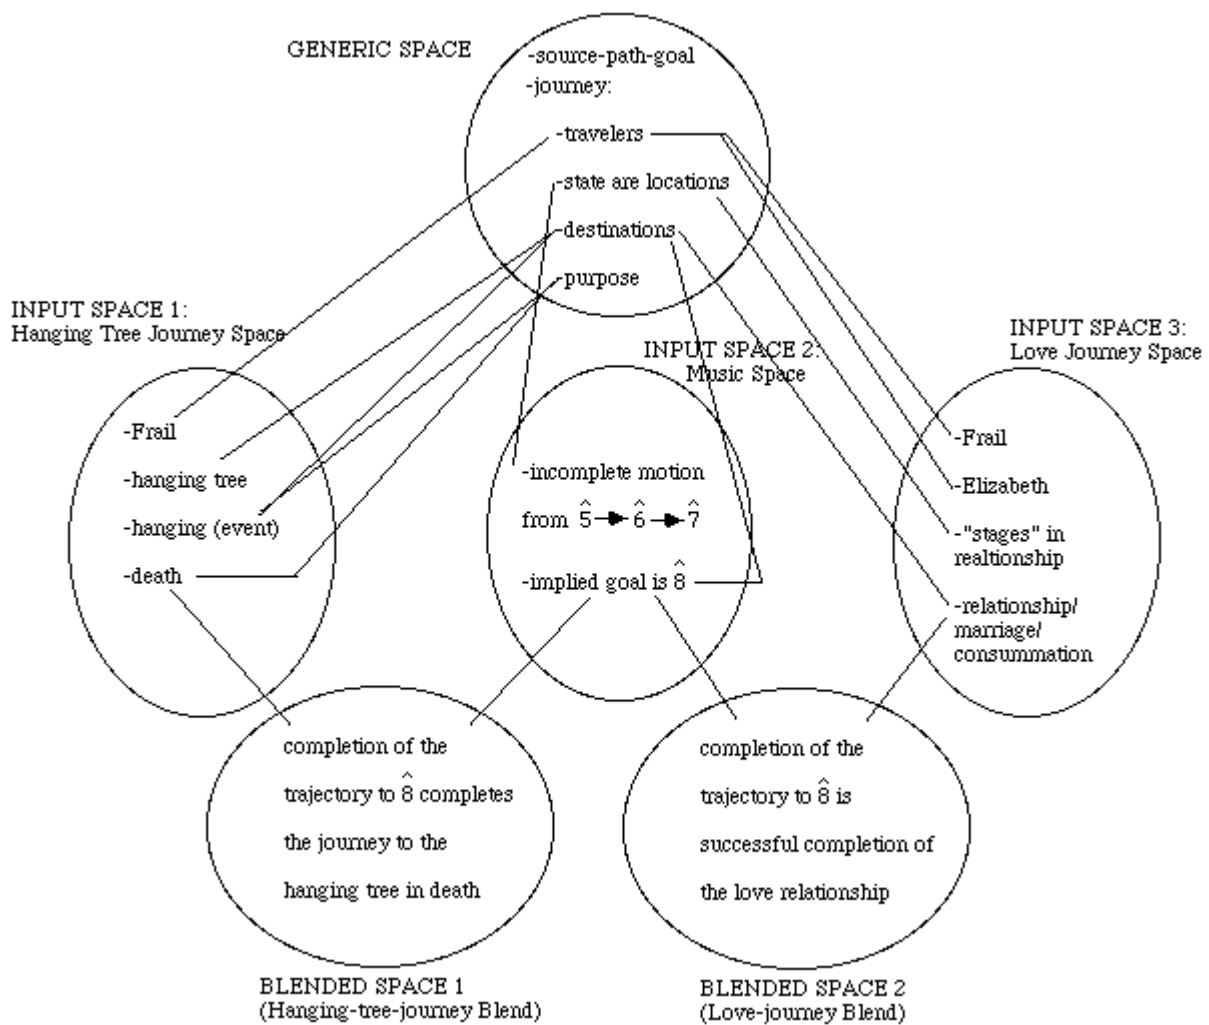 GENERIC SPACE
-source-path-goal
-journey:
-travelers
-state are locations
-destinations
-purpose
INPUT SPACE 1:
Hanging Tree Journey Space
-Frail
-hanging tree
-hanging (event)
-death
INPUT SPACE 2:
Music Space
-incomplete motion
from 5̂ → 6̂ → 7̂
-implied goal is 8̂
INPUT SPACE 3:
Love Journey Space
-Frail
-Elizabeth
-"stages" in
realtionship
-relationship/
marriage/
consummation
completion of the
trajectory to 8̂ completes
the journey to the
hanging tree in death
BLENDED SPACE 1
(Hanging-tree-journey Blend)
completion of the
trajectory to 8̂ is
successful completion of
the love relationship
BLENDED SPACE 2
(Love-journey Blend)